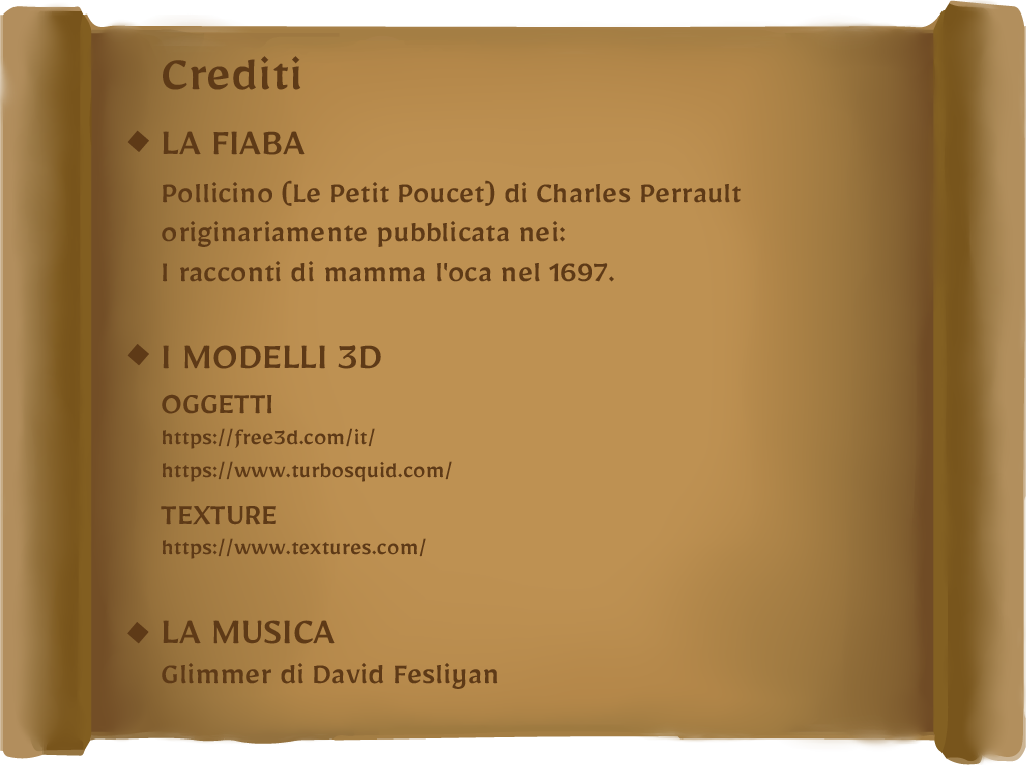 Crediti
LA FIABA
Pollicino (Le Petit Poucet) di Charles Perrault
originariamente pubblicata nei:
I racconti di mamma l'oca nel 1697.
I MODELLI 3D
OGGETTI
https://free3d.com/it/
https://www.turbosquid.com/
TEXTURE
https://www.textures.com/
LA MUSICA
Glimmer di David Fesliyan